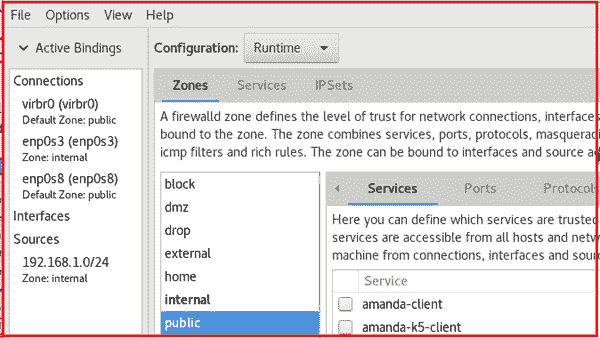 File Options View Help
Active Bindings
Configuration: Runtime
Connections
virbr0 (virbr0)
Default Zone: public
enp0s3 (enp0s3)
Zone: internal
enp0s8 (enp0s8)
Default Zone: public
Interfaces
Sources
192.168.1.0/24
Zone: internal
Zones Services IPSets
A firewalld zone defines the level of trust for network connections, interfaces
bound to the zone. The zone combines services, ports, protocols, masqueradi
icmp filters and rich rules. The zone can be bound to interfaces and source ad
block
dmz
drop
external
home
internal
public
Services Ports Protocols
Here you can define which services are trusted
services are accessible from all hosts and netw
machine from connections, interfaces and sour
Service
amanda-client
amanda-k5-client